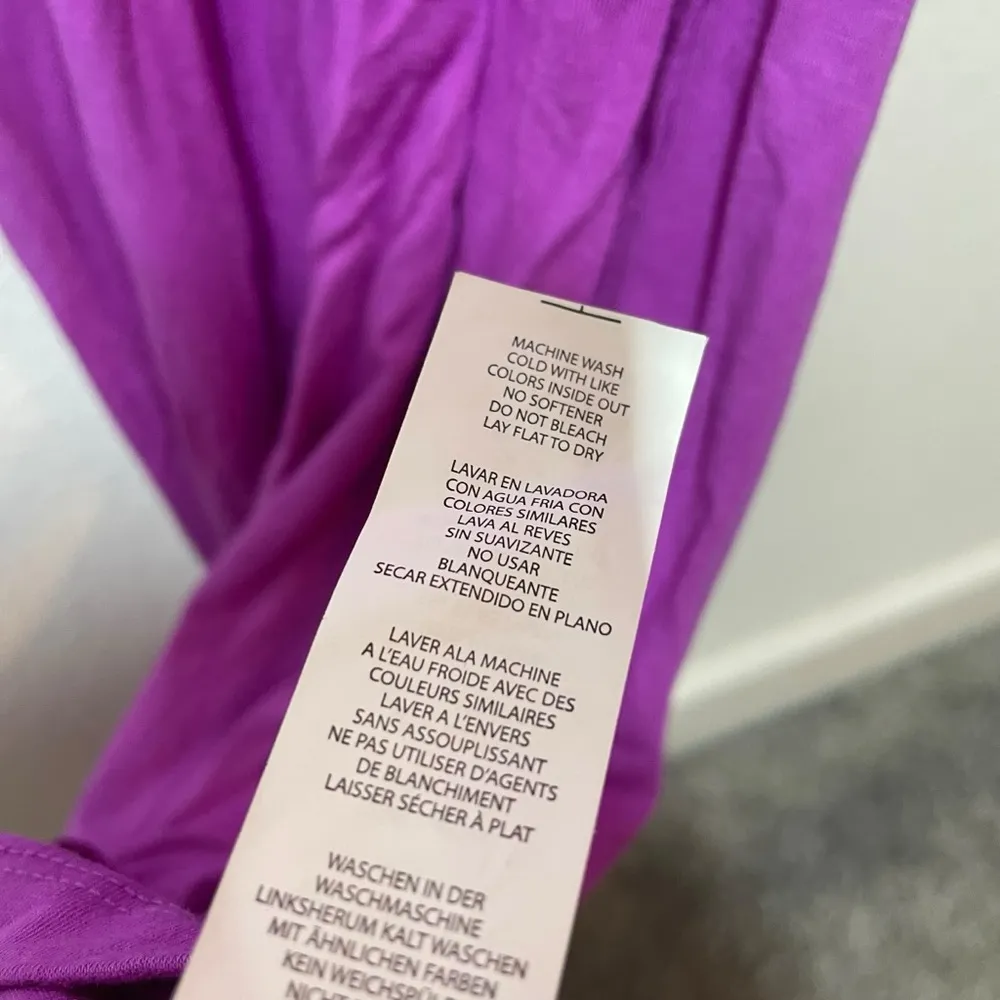 MACHINE WASH
COLD WITH LIKE
COLORS INSIDE OUT
NO SOFTENER
DO NOT BLEACH
LAY FLAT TO DRY
LAVAR EN LAVADORA
CON AGUA FRIA CON
COLORES SIMILARES
LAVA AL REVES
SIN SUAVIZANTE
NO USAR
BLANQUEANTE
SECAR EXTENDIDO EN PLANO
LAVER ALA MACHINE
A L'EAU FROIDE AVEC DES
COULEURS SIMILAIRES
LAVER A L'ENVERS
SANS ASSOUPLISSANT
NE PAS UTILISER D'AGENTS
DE BLANCHIMENT
LAISSER SÉCHER À PLAT
WASCHEN IN DER
WASCHMASCHINE
LINKSHERUM KALT WASCHEN
MIT ÄHNLICHEN FARBEN
KEIN